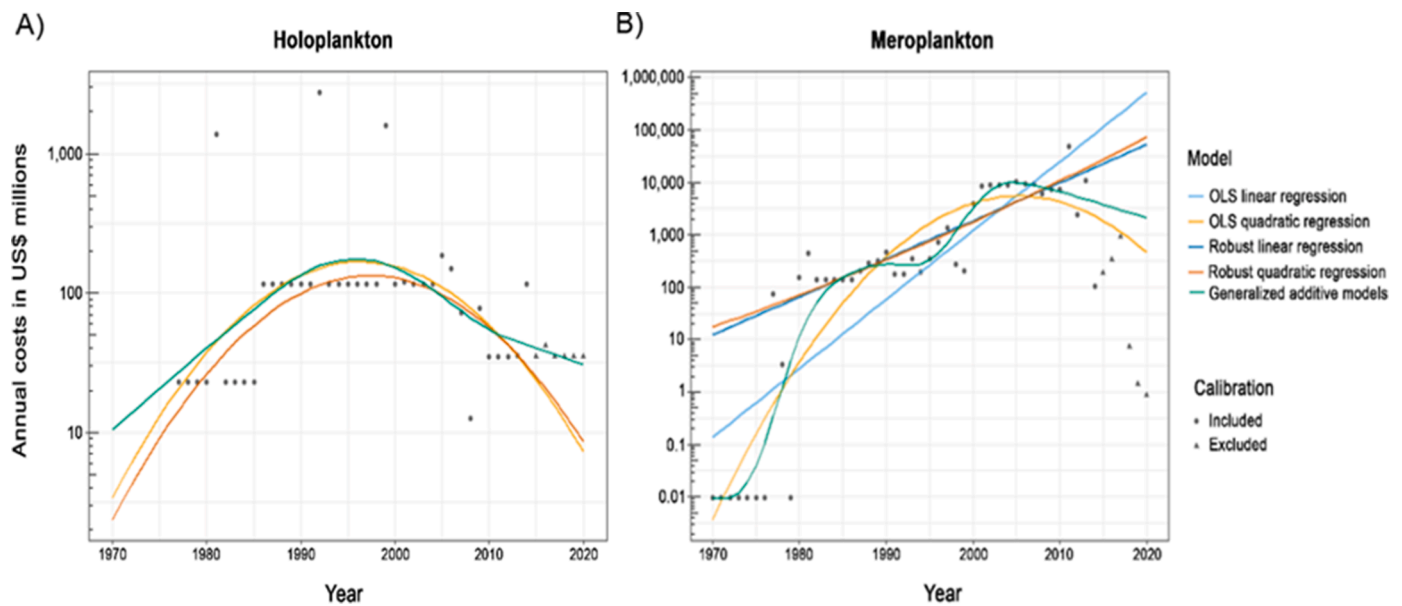 A)
Holoplankton
Annual costs in US$ millions
1,000
100
10
1970 1980 1990 2000 2010 2020
Year
B)
Meroplankton
1,000,000
100,000
10,000
1,000
100
10
1
0.1
0.01
1970 1980 1990 2000 2010 2020
Year
Model
OLS linear regression
OLS quadratic regression
Robust linear regression
Robust quadratic regression
Generalized additive models
Calibration
Included
Excluded